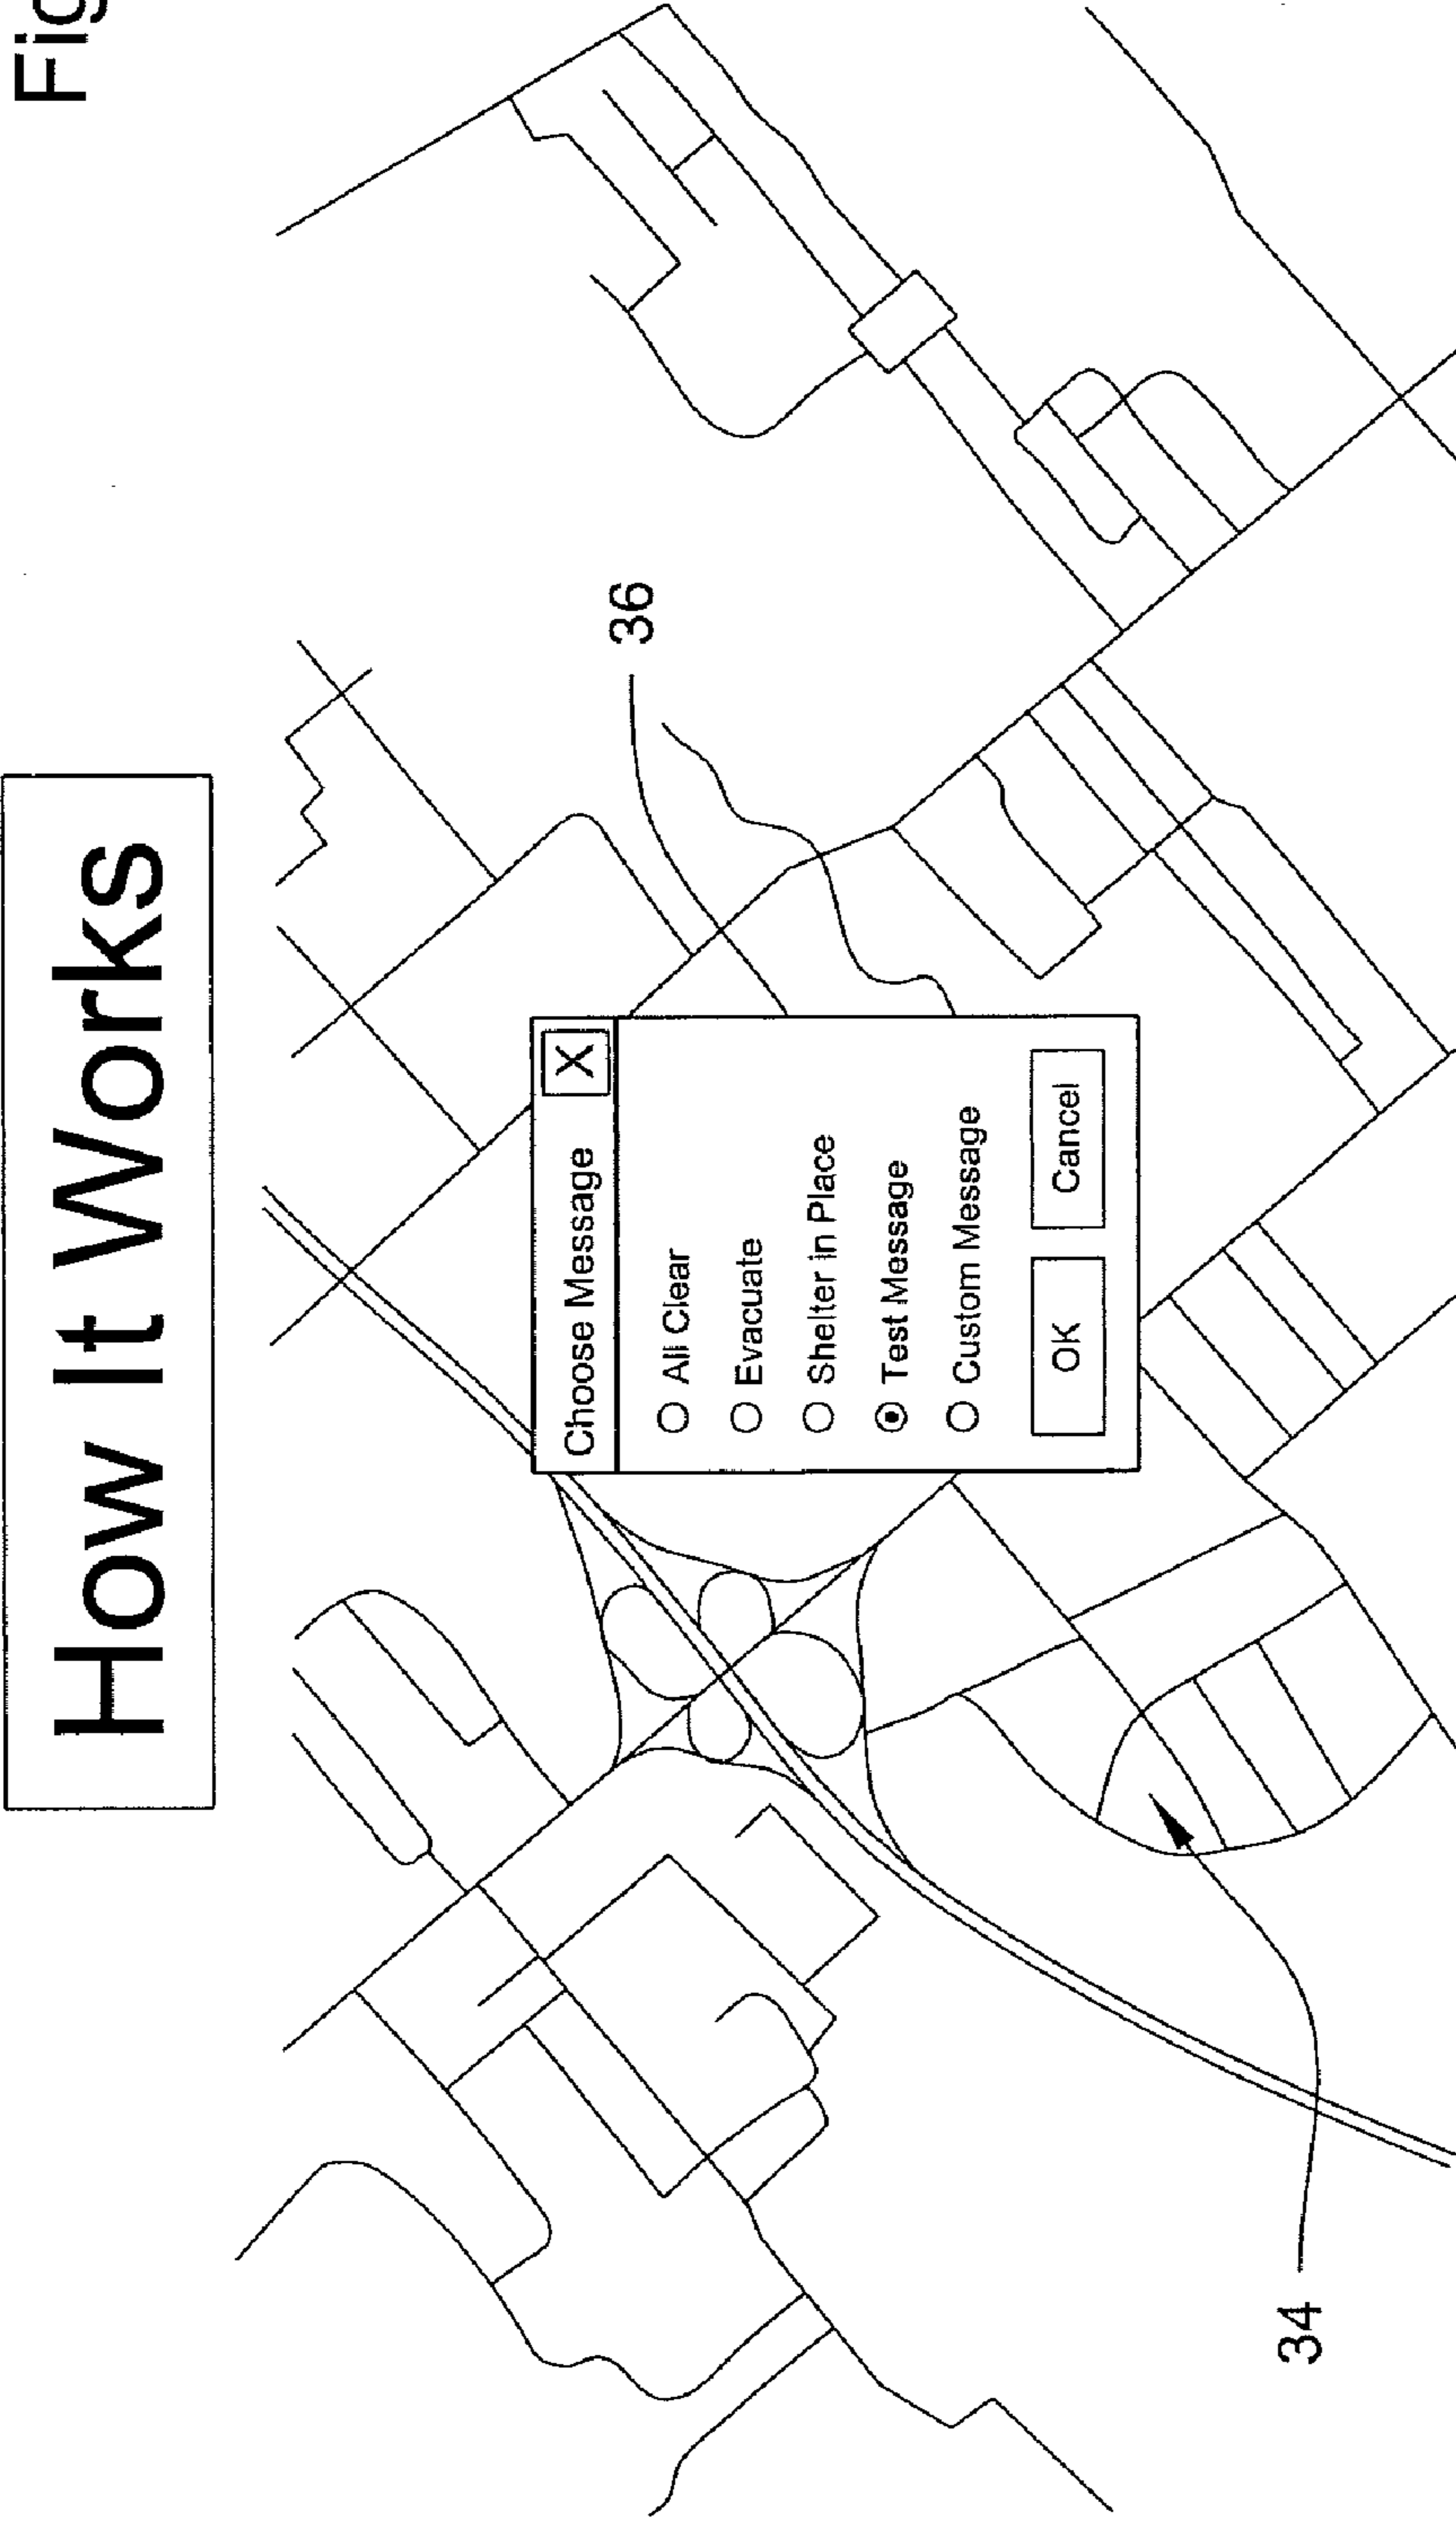 Fig
How It Works
36
Choose Message X
All Clear
Evacuate
Shelter in Place
Test Message
Custom Message
OK Cancel
34